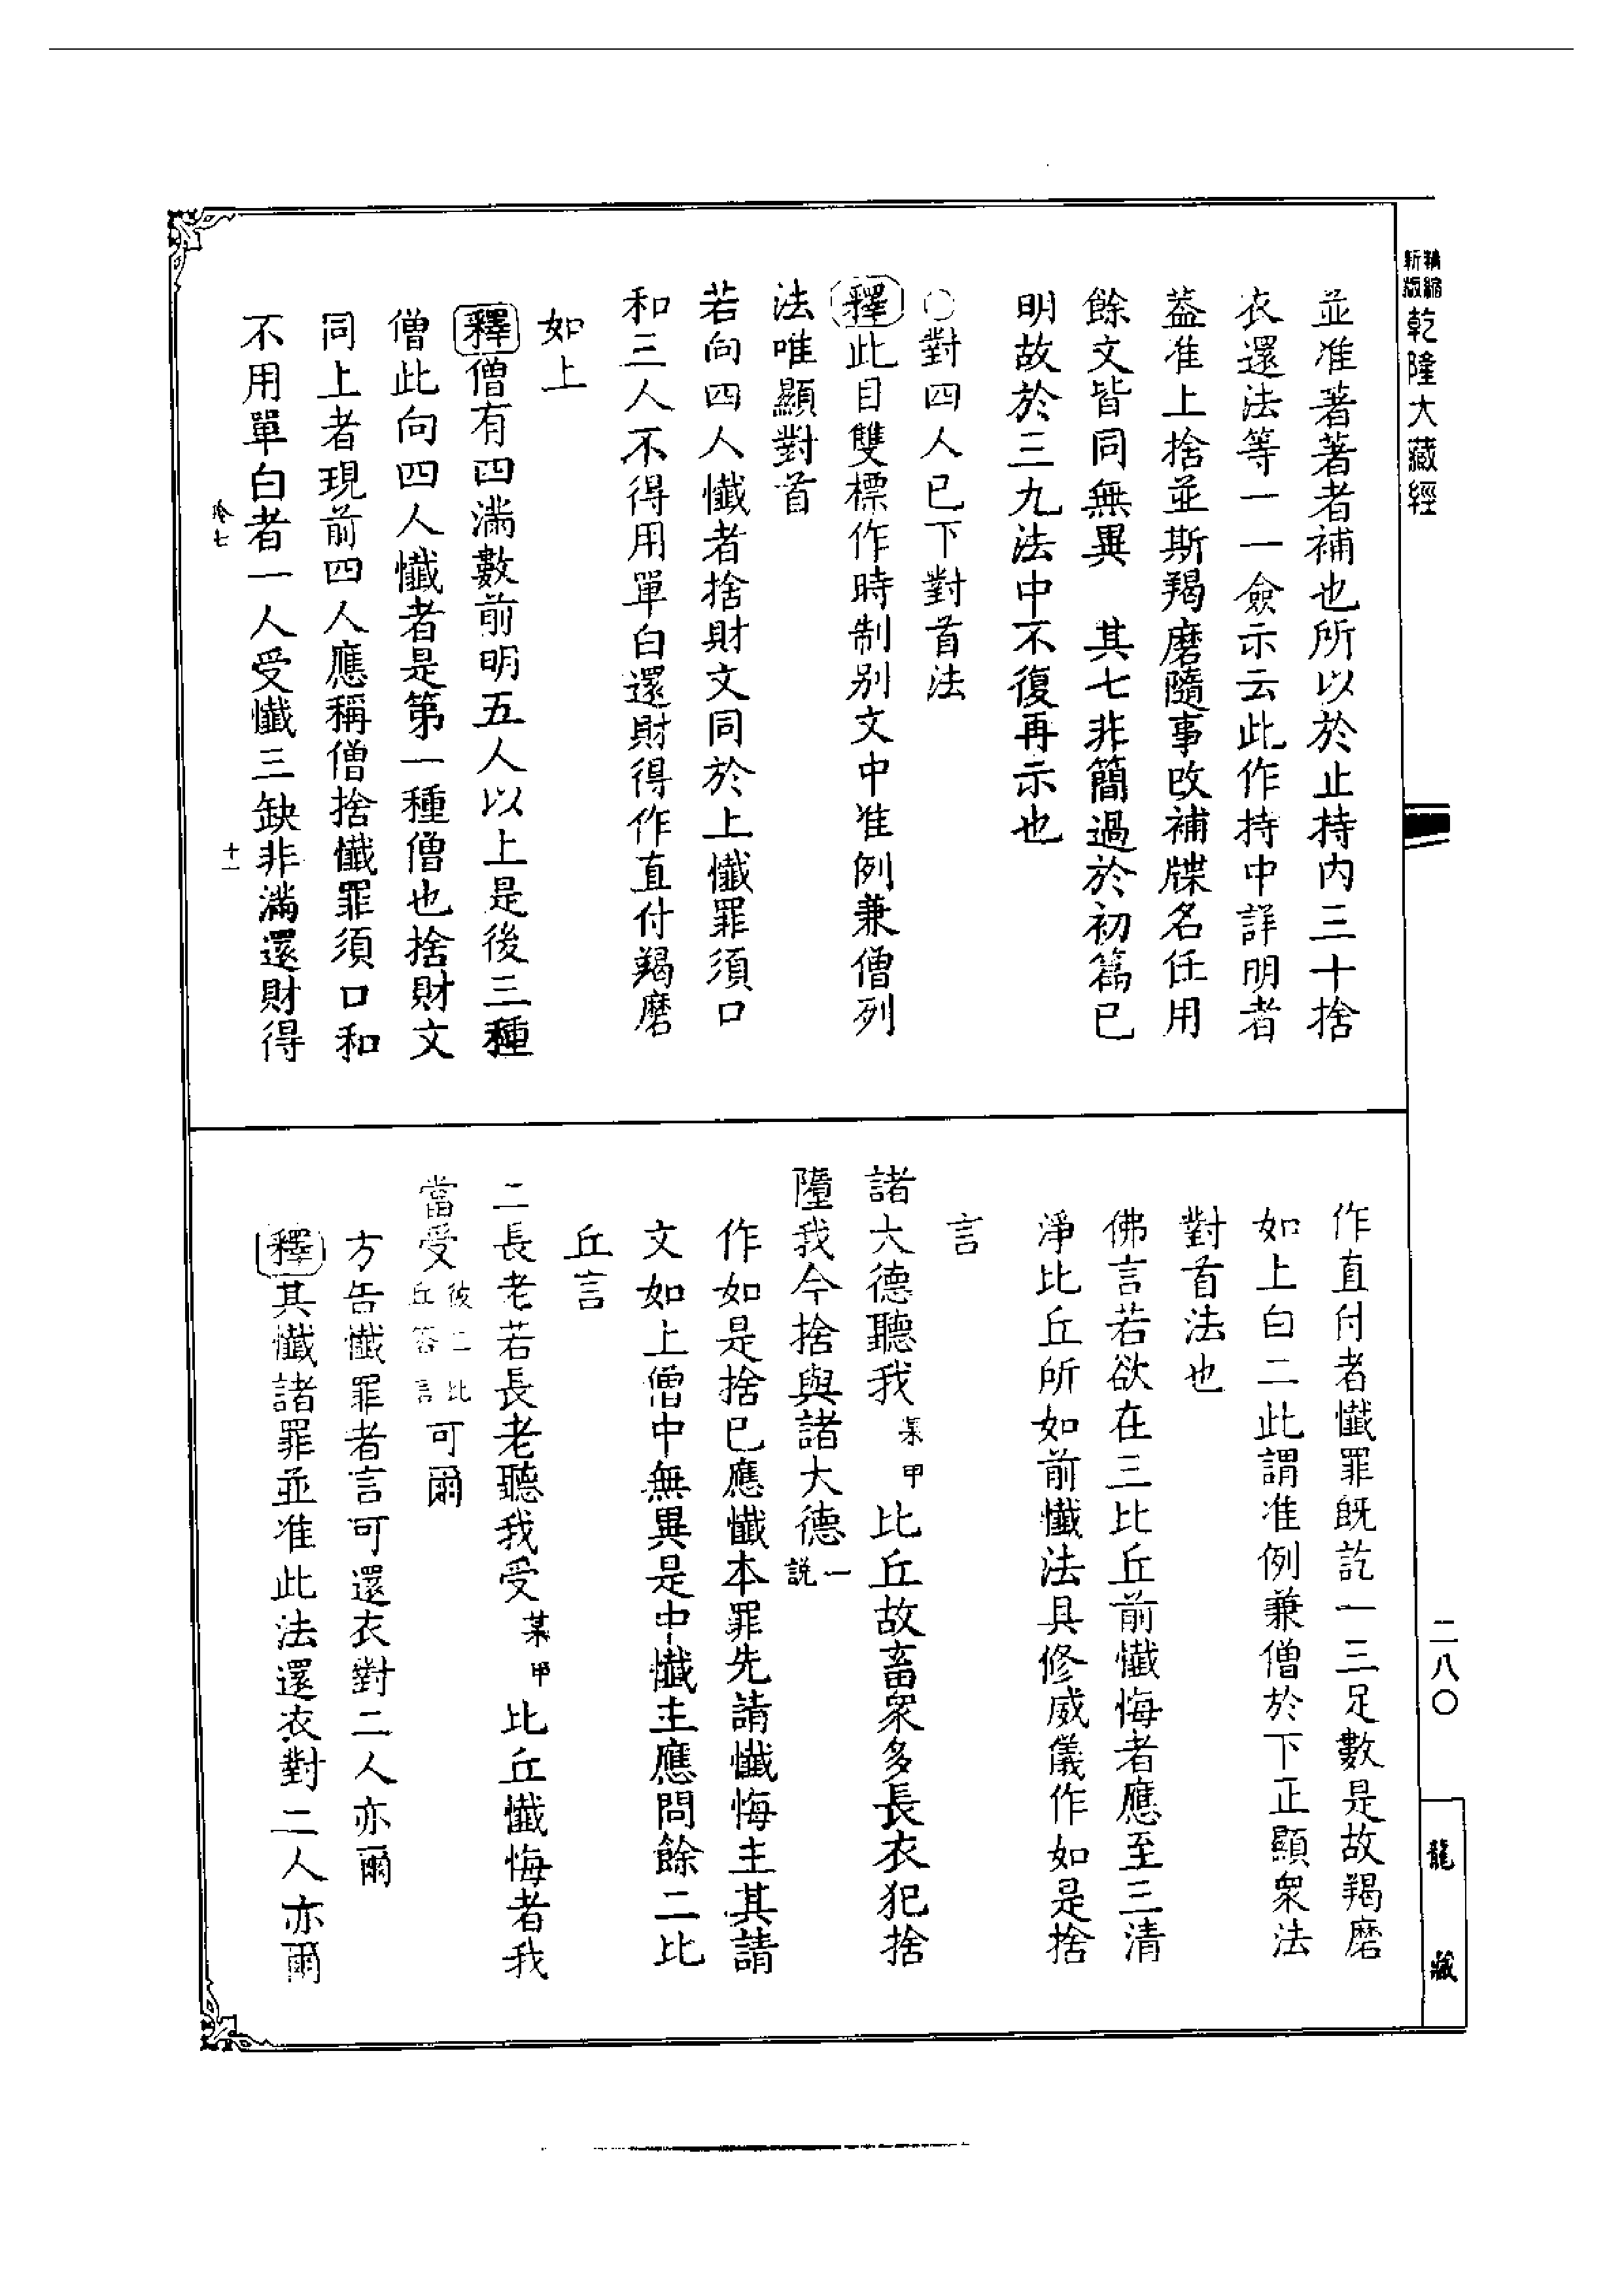 精縮新版乾隆大藏經
二八〇
龍藏
並准著著者補也所以於止持內三十捨
衣還法等一一僉示云此作持中詳明者
蓋准上捨並斯羯磨隨事改補牒名任用
餘文皆同無異　其七非簡過於初篇已
明故於三九法中不復再示也
○對四人已下對首法
釋此目雙標作時制別文中准例兼僧列
法唯顯對首
若向四人懺者捨財文同於上懺罪須口
和三人不得用單白還財得作直付羯磨
如上
釋僧有四滿數前明五人以上是後三種
僧此向四人懺者是第一種僧也捨財文
同上者現前四人應稱僧捨懺罪須口和
不用單白者一人受懺三缺非滿還財得
十一
作直付者懺罪既訖一三足數是故羯磨
如上白二此謂准例兼僧於下正顯眾法
對首法也
佛言若欲在三比丘前懺悔者應至三清
淨比丘所如前懺法具修威儀作如是捨
言
諸大德聽我某甲比丘故畜眾多長衣犯捨
墮我今捨與諸大德一說
作如是捨已應懺本罪先請懺悔主其請
文如上僧中無異是中懺主應問餘二比
丘言
二長老若長老聽我受某甲比丘懺悔者我
當受彼二比丘答言可爾
方告懺罪者言可還衣對二人亦爾
釋其懺諸罪並准此法還衣對二人亦爾